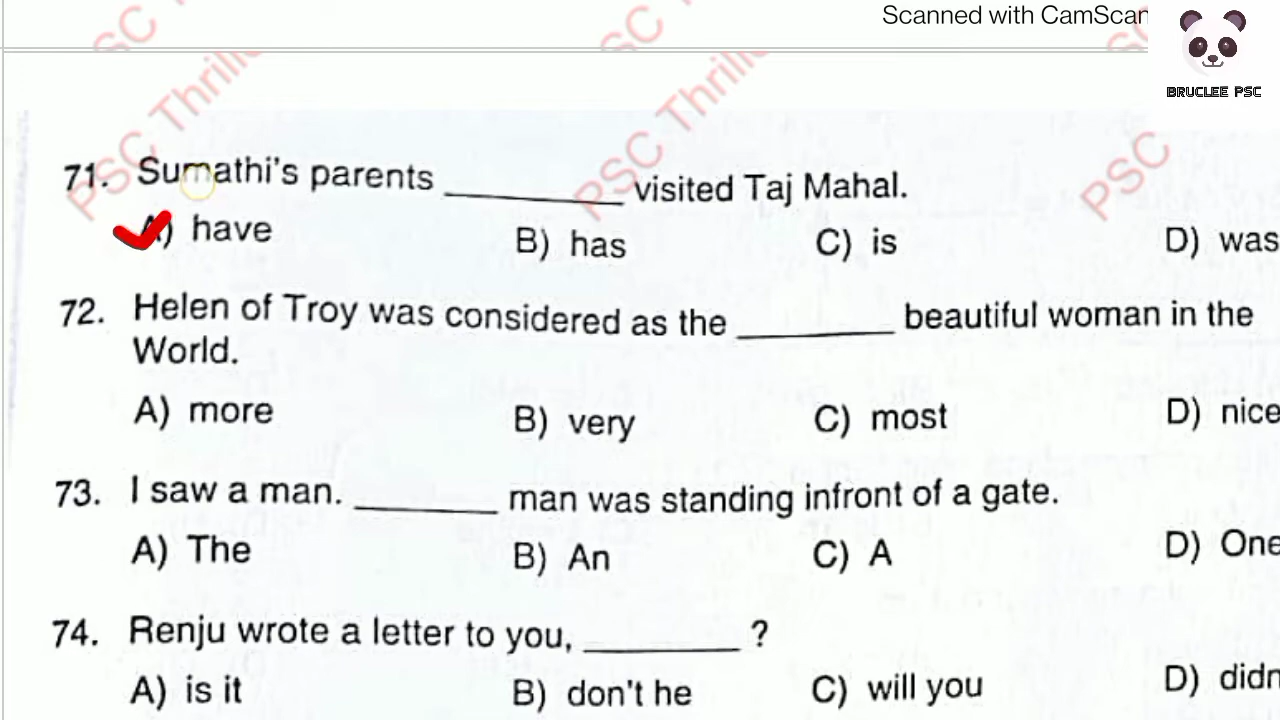 Scanned with CamScan
BRUCLEE PSC
PSC Thrille
71. Sumathi's parents ________ visited Taj Mahal.
A) have B) has C) is D) was
72. Helen of Troy was considered as the ________ beautiful woman in the
World.
A) more B) very C) most D) nice
73. I saw a man. ________ man was standing infront of a gate.
A) The B) An C) A D) One
74. Renju wrote a letter to you, ________ ?
A) is it B) don't he C) will you D) didn